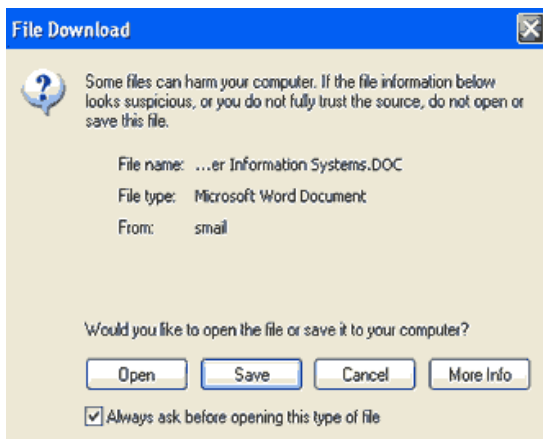 File Download
Some files can harm your computer. If the file information below
looks suspicious, or you do not fully trust the source, do not open or
save this file.
File name: ...er Information Systems.DOC
File type: Microsoft Word Document
From: smail
Would you like to open the file or save it to your computer?
Open Save Cancel More Info
Always ask before opening this type of file